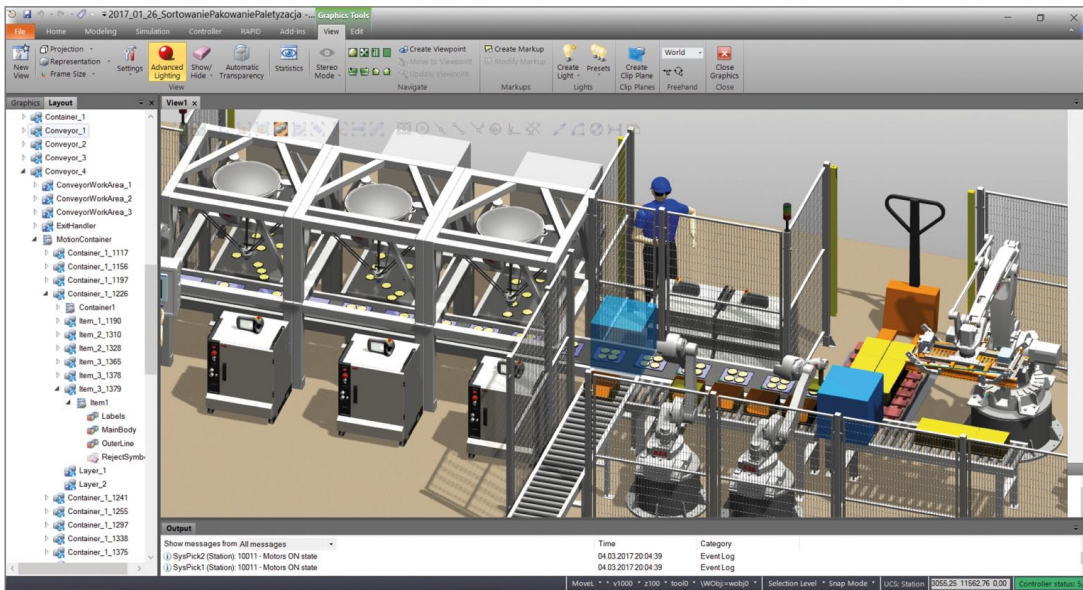 2017_01_26_SortowaniePakowaniePaletyzacja -...
Graphics Tools
File Home Modeling Simulation Controller RAPID Add-Ins View Edit
New View
Projection
Representation
Frame Size
Settings
Advanced Lighting
Show/ Hide
Automatic Transparency
Statistics
Stereo Mode
Create Viewpoint
Move to Viewpoint
Update Viewpoint
Create Markup
Modify Markup
Create Light
Presets
Create Clip Plane
World
Close Graphics
View Navigate Markups Lights Clip Planes Freehand Close
Graphics Layout
View1
Container_1
Conveyor_1
Conveyor_2
Conveyor_3
Conveyor_4
ConveyorWorkArea_1
ConveyorWorkArea_2
ConveyorWorkArea_3
ExitHandler
MotionContainer
Container_1_1117
Container_1_1156
Container_1_1197
Container_1_1226
Container1
Item_1_1190
Item_2_1310
Item_2_1328
Item_3_1365
Item_3_1378
Item_3_1379
Item1
Labels
MainBody
OuterLine
RejectSymb
Layer_1
Layer_2
Container_1_1241
Container_1_1255
Container_1_1297
Container_1_1338
Container_1_1375
Output
Show messages from All messages Time Category
SysPick2 (Station): 10011 - Motors ON state 04.03.2017 20:04:39 Event Log
SysPick1 (Station): 10011 - Motors ON state 04.03.2017 20:04:39 Event Log
MoveL * v1000 * z100 * tool0 * \WObj:=wobj0 Selection Level Snap Mode UCS: Station 3055,25 11562,76 0,00 Controller status: 5/